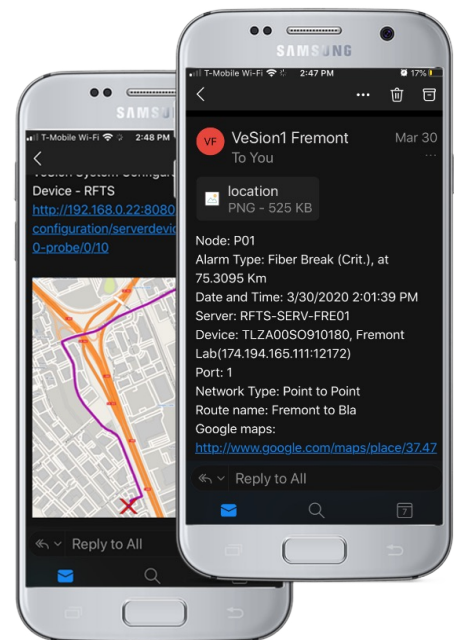 SAMSUNG
T-Mobile Wi-Fi 2:47 PM 17%
VF VeSion1 Fremont Mar 30
To You
location
PNG - 525 KB
Node: P01
Alarm Type: Fiber Break (Crit.), at
75.3095 Km
Date and Time: 3/30/2020 2:01:39 PM
Server: RFTS-SERV-FRE01
Device: TLZA00SO910180, Fremont
Lab(174.194.165.111:12172)
Port: 1
Network Type: Point to Point
Route name: Fremont to Bla
Google maps:
http://www.google.com/maps/place/37.47
Reply to All
7
SAMSU
T-Mobile Wi-Fi 2:48 PM
Device - RFTS
http://192.168.0.22:8080
configuration/serverdevic
0-probe/0/10
Reply to All